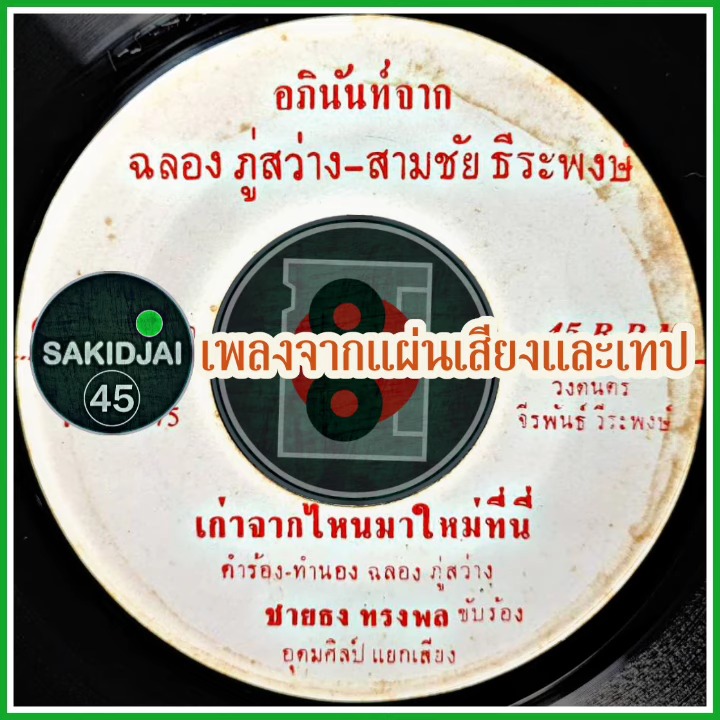 อภินันท์จาก
ฉลอง ภู่สว่าง-สามชัย ธีระพงษ์
45 R.P.M.
SAKIDJAI
45
เพลงจากแผ่นเสียงและเทป
วงดนตรี
จีรพันธ์ วีระพงษ์
เก่าจากไหนมาใหม่ที่นี่
คำร้อง-ทำนอง ฉลอง ภู่สว่าง
ชายธง ทรงพล ขับร้อง
อุดมศิลป์ แยกเสียง